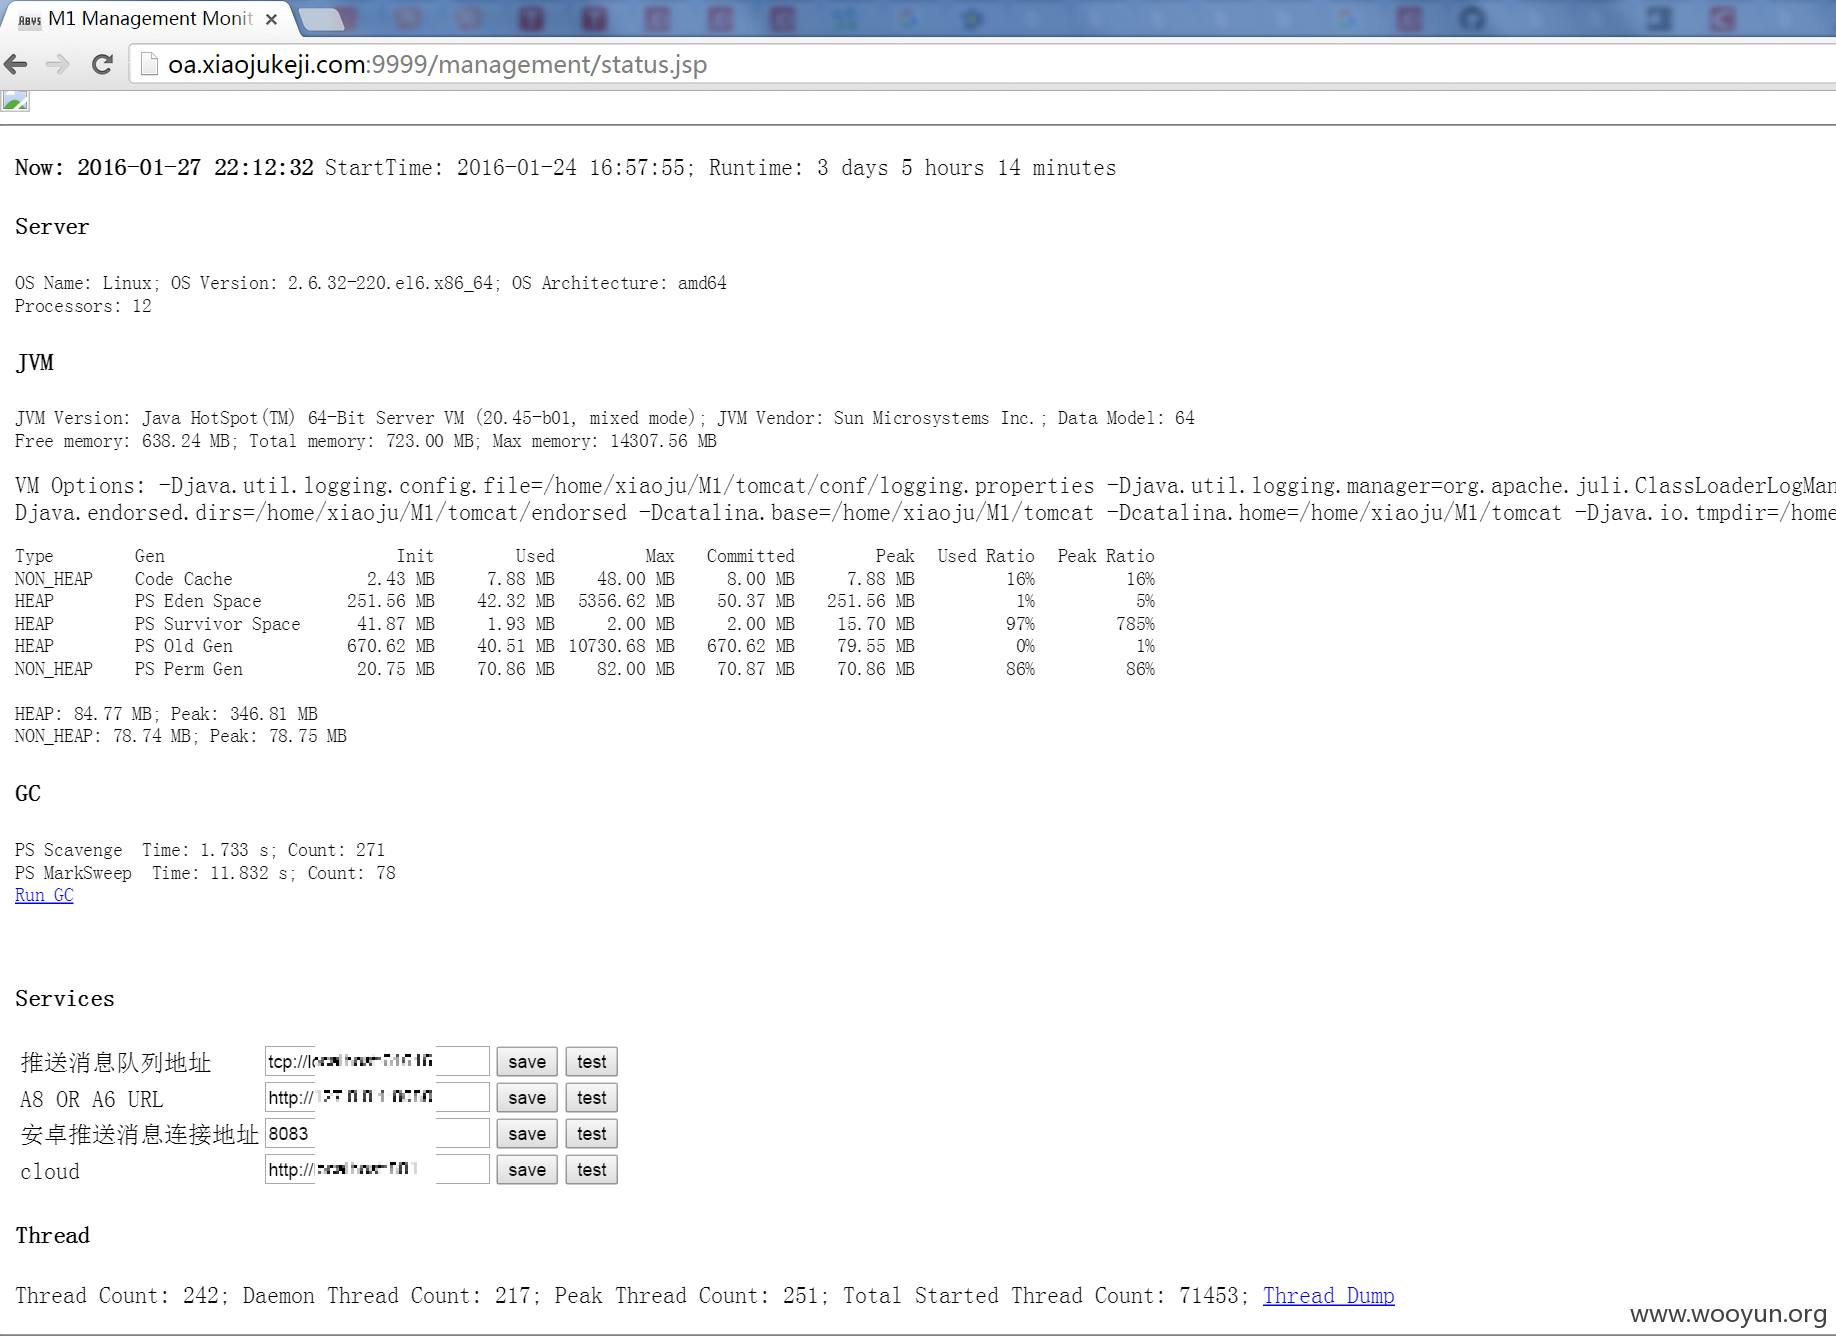 M1 Management Monit
oa.xiaojukeji.com:9999/management/status.jsp
Now: 2016-01-27 22:12:32 StartTime: 2016-01-24 16:57:55; Runtime: 3 days 5 hours 14 minutes
Server
OS Name: Linux; OS Version: 2.6.32-220.el6.x86_64; OS Architecture: amd64
Processors: 12
JVM
JVM Version: Java HotSpot(TM) 64-Bit Server VM (20.45-b01, mixed mode); JVM Vendor: Sun Microsystems Inc.; Data Model: 64
Free memory: 638.24 MB; Total memory: 723.00 MB; Max memory: 14307.56 MB
VM Options: -Djava.util.logging.config.file=/home/xiaoju/M1/tomcat/conf/logging.properties -Djava.util.logging.manager=org.apache.juli.ClassLoaderLogMan
Djava.endorsed.dirs=/home/xiaoju/M1/tomcat/endorsed -Dcatalina.base=/home/xiaoju/M1/tomcat -Dcatalina.home=/home/xiaoju/M1/tomcat -Djava.io.tmpdir=/home
Type Gen Init Used Max Committed Peak Used Ratio Peak Ratio
NON_HEAP Code Cache 2.43 MB 7.88 MB 48.00 MB 8.00 MB 7.88 MB 16% 16%
HEAP PS Eden Space 251.56 MB 42.32 MB 5356.62 MB 50.37 MB 251.56 MB 1% 5%
HEAP PS Survivor Space 41.87 MB 1.93 MB 2.00 MB 2.00 MB 15.70 MB 97% 785%
HEAP PS Old Gen 670.62 MB 40.51 MB 10730.68 MB 670.62 MB 79.55 MB 0% 1%
NON_HEAP PS Perm Gen 20.75 MB 70.86 MB 82.00 MB 70.87 MB 70.86 MB 86% 86%
HEAP: 84.77 MB; Peak: 346.81 MB
NON_HEAP: 78.74 MB; Peak: 78.75 MB
GC
PS Scavenge Time: 1.733 s; Count: 271
PS MarkSweep Time: 11.832 s; Count: 78
Run GC
Services
推送消息队列地址 tcp:// save test
A8 OR A6 URL http:// save test
安卓推送消息连接地址 8083 save test
cloud http:// save test
Thread
Thread Count: 242; Daemon Thread Count: 217; Peak Thread Count: 251; Total Started Thread Count: 71453; Thread Dump
www.wooyun.org